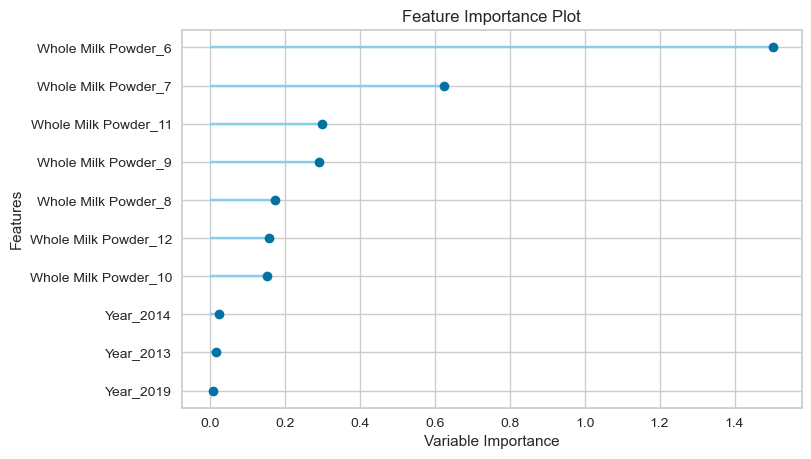 Feature Importance Plot
Whole Milk Powder_6
Whole Milk Powder_7
Whole Milk Powder_11
Whole Milk Powder_9
Whole Milk Powder_8
Whole Milk Powder_12
Whole Milk Powder_10
Year_2014
Year_2013
Year_2019
Features
0.0 0.2 0.4 0.6 0.8 1.0 1.2 1.4
Variable Importance